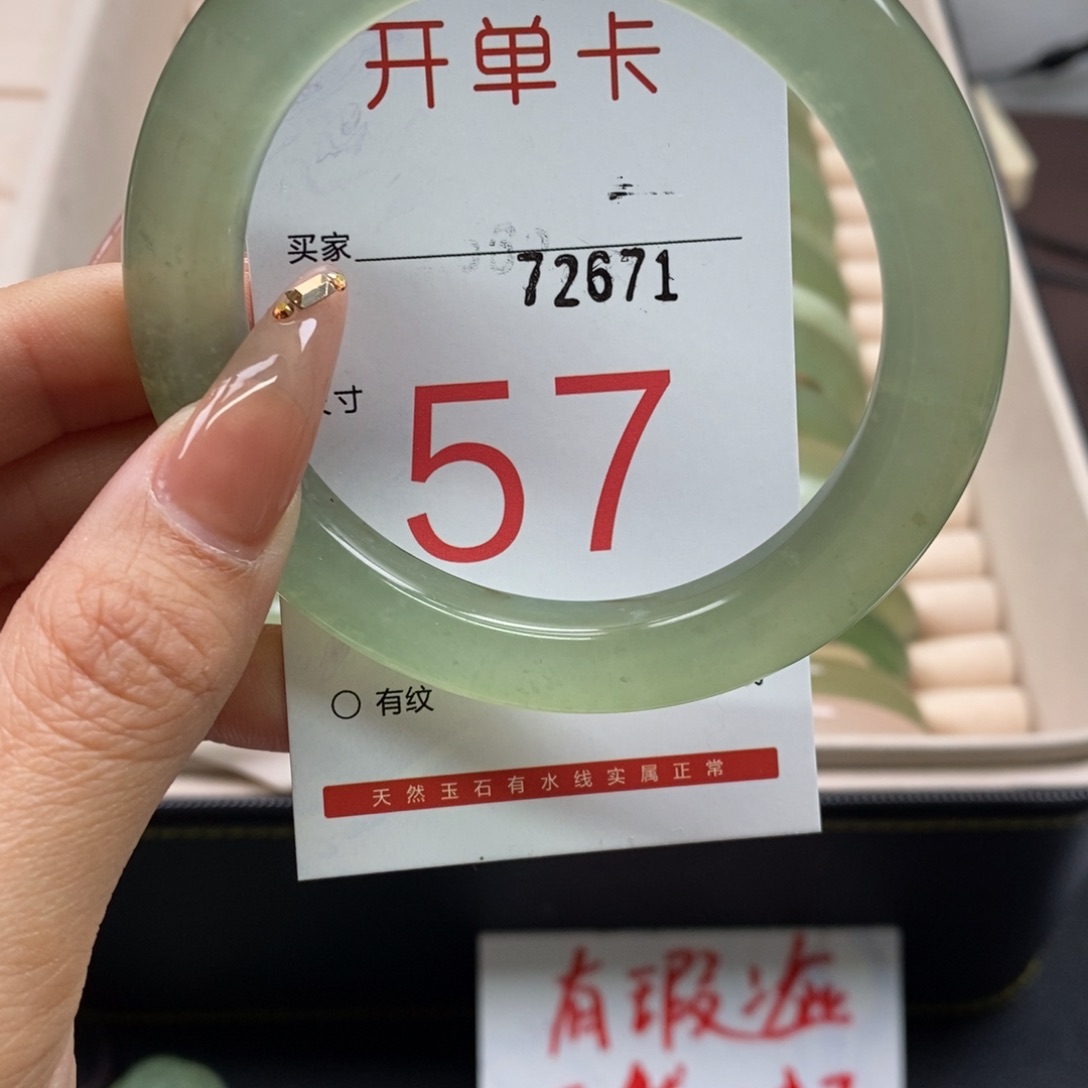 开单卡
买家
72671
寸
57
有纹
天然玉石有水线实属正常
有瑕疵